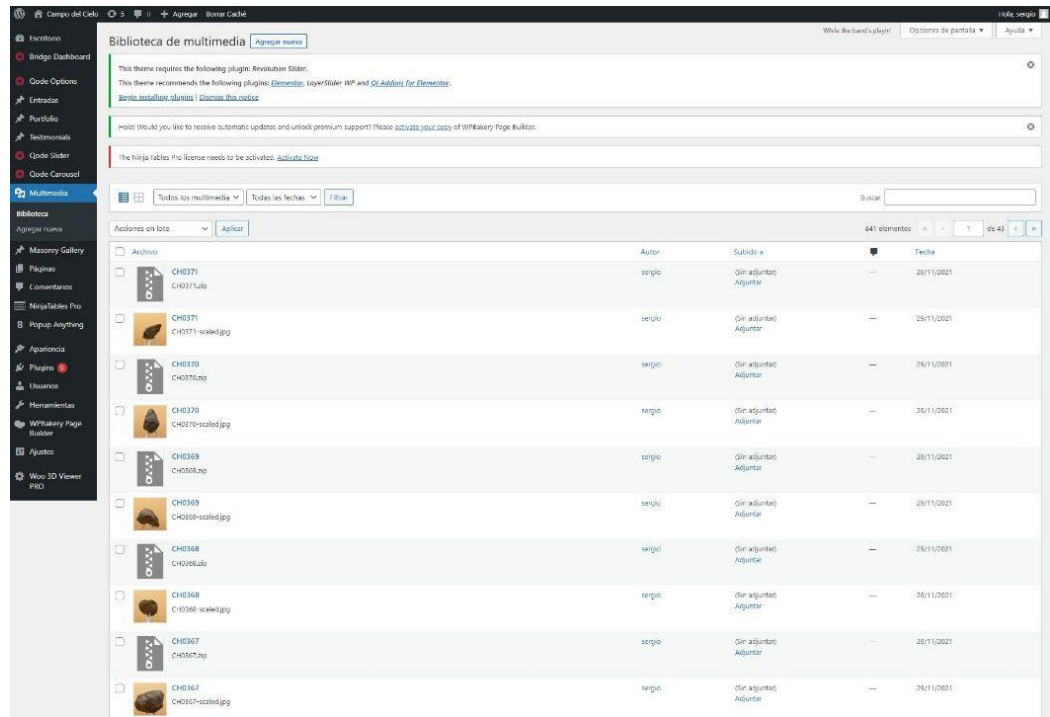 Campo del Cielo 5 0 + Agregar Borrar Caché
Hola, sergio
Escritorio
Bridge Dashboard
Qode Options
Entradas
Portfolio
Testimonials
Qode Slider
Qode Carousel
Multimedia
Biblioteca
Agregar nueva
Masonry Gallery
Páginas
Comentarios
NinjaTables Pro
Popup Anything
Apariencia
Plugins 5
Usuarios
Herramientas
WPBakery Page
Builder
Ajustes
Woo 3D Viewer
PRO
While the band's playin'
Opciones de pantalla ▼
Ayuda ▼
Biblioteca de multimedia Agregar nueva
This theme requires the following plugin: Revolution Slider.
This theme recommends the following plugins: Elementor, LayerSlider WP and Qi Addons for Elementor.
Begin installing plugins | Dismiss this notice
Hola! Would you like to receive automatic updates and unlock premium support? Please activate your copy of WPBakery Page Builder.
The Ninja Tables Pro license needs to be activated. Activate Now
Todos los multimedia Todas las fechas Filtrar
Buscar
Acciones en lote Aplicar
841 elementos « ‹ 1 de 43 › »
Archivo Autor Subido a Fecha
CH0371 sergio (Sin adjuntar) — 29/11/2021
CH0371.zip Adjuntar
CH0371 sergio (Sin adjuntar) — 29/11/2021
CH0371-scaled.jpg Adjuntar
CH0370 sergio (Sin adjuntar) — 29/11/2021
CH0370.zip Adjuntar
CH0370 sergio (Sin adjuntar) — 29/11/2021
CH0370-scaled.jpg Adjuntar
CH0369 sergio (Sin adjuntar) — 29/11/2021
CH0369.zip Adjuntar
CH0369 sergio (Sin adjuntar) — 29/11/2021
CH0369-scaled.jpg Adjuntar
CH0368 sergio (Sin adjuntar) — 29/11/2021
CH0368.zip Adjuntar
CH0368 sergio (Sin adjuntar) — 29/11/2021
CH0368-scaled.jpg Adjuntar
CH0367 sergio (Sin adjuntar) — 29/11/2021
CH0367.zip Adjuntar
CH0367 sergio (Sin adjuntar) — 29/11/2021
CH0367-scaled.jpg Adjuntar